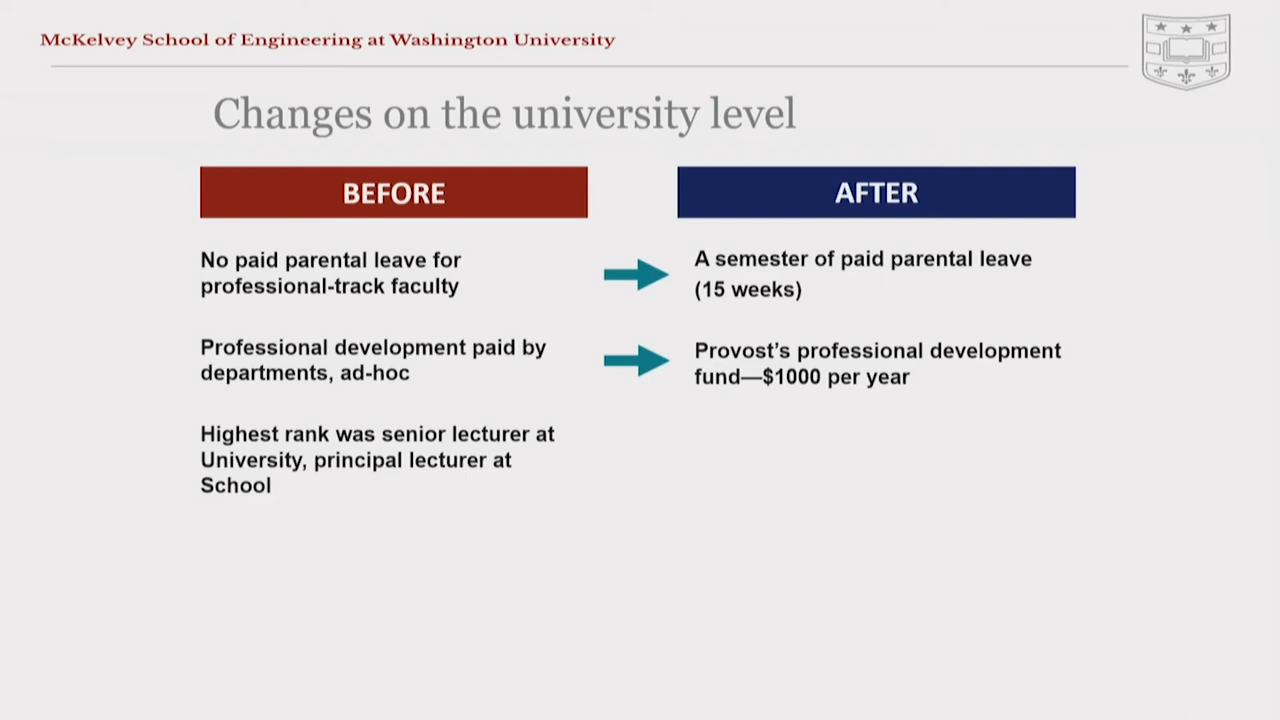 McKelvey School of Engineering at Washington University
Changes on the university level
BEFORE
AFTER
No paid parental leave for
professional-track faculty
A semester of paid parental leave
(15 weeks)
Professional development paid by
departments, ad-hoc
Provost’s professional development
fund—$1000 per year
Highest rank was senior lecturer at
University, principal lecturer at
School